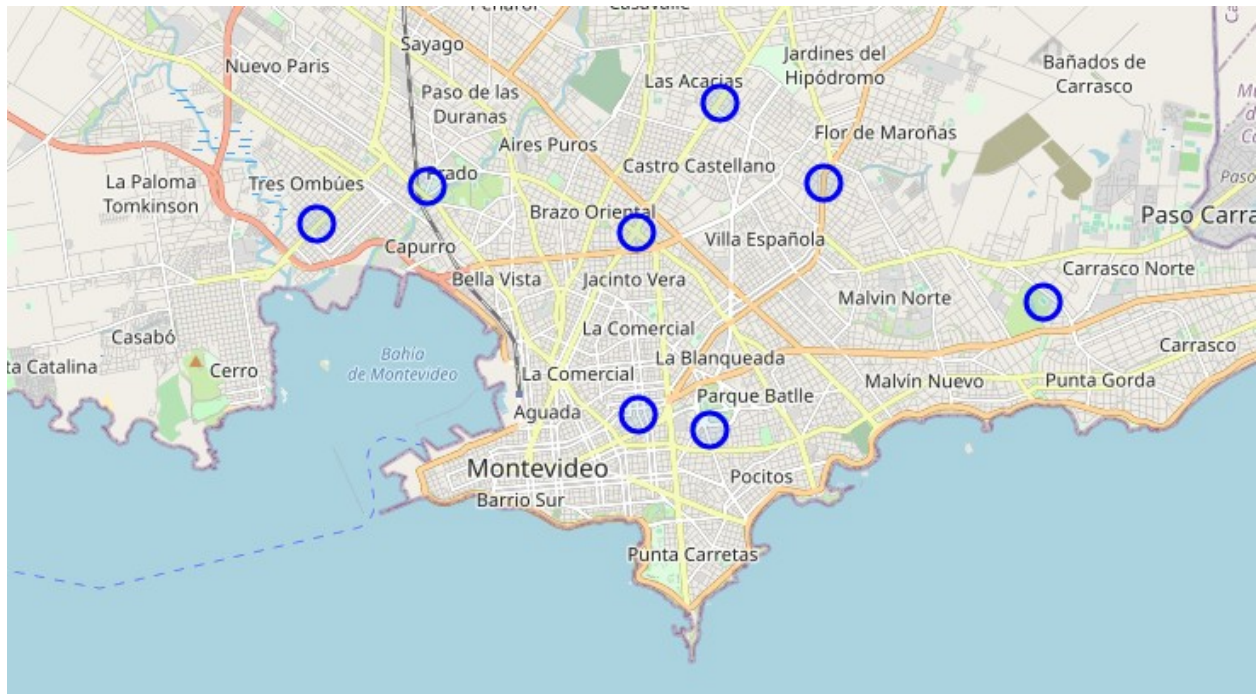 Casavalle
Sayago
Nuevo Paris
Jardines del
Hipódromo
Las Acacias
Bañados de
Carrasco
Paso de las
Duranas
Aires Puros
Flor de Maroñas
Castro Castellano
Prado
Tres Ombúes
La Paloma
Tomkinson
Brazo Oriental
Villa Española
Capurro
Bella Vista
Jacinto Vera
Carrasco Norte
Malvin Norte
La Comercial
Casabó
Bahia
de Montevideo
La Blanqueada
Carrasco
ta Catalina
Cerro
La Comercial
Malvin Nuevo
Punta Gorda
Parque Batlle
Aguada
Montevideo
Pocitos
Barrio Sur
Punta Carretas
Paso Carra